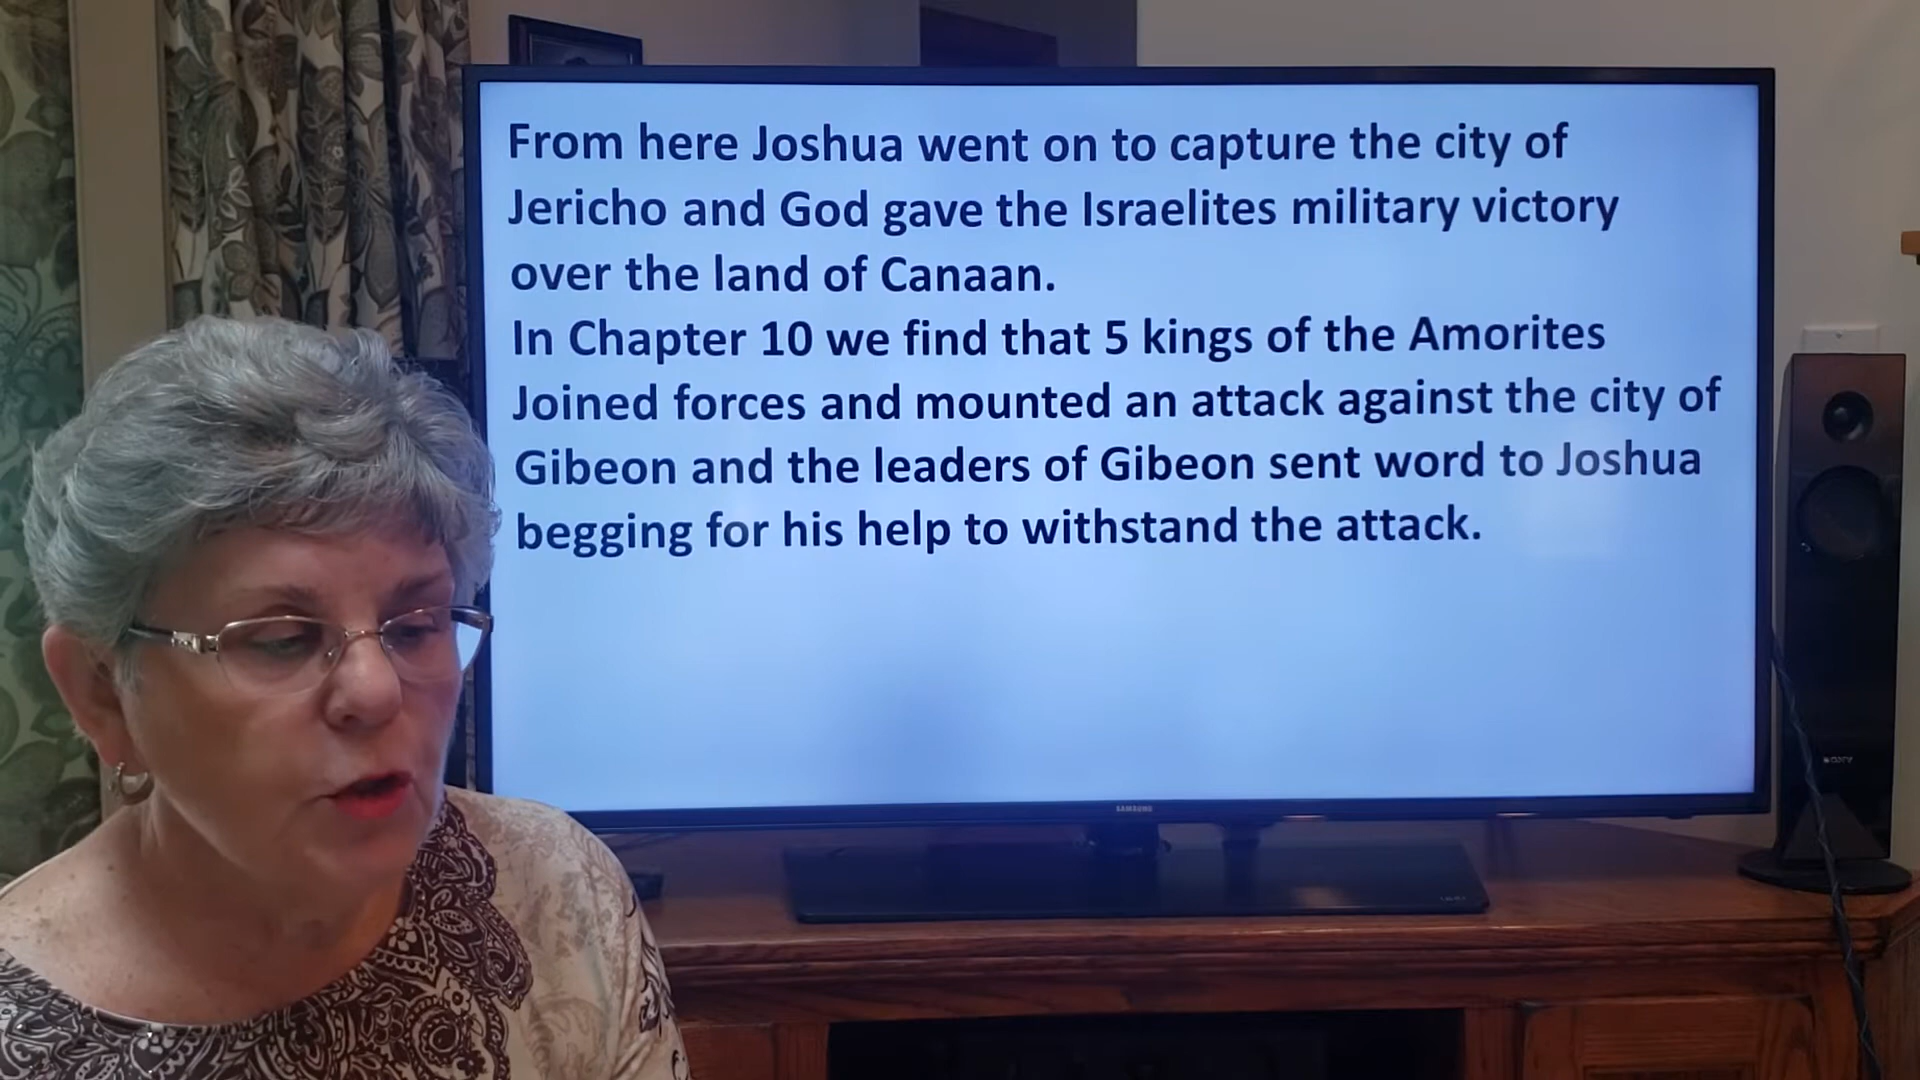 From here Joshua went on to capture the city of
Jericho and God gave the Israelites military victory
over the land of Canaan.
In Chapter 10 we find that 5 kings of the Amorites
Joined forces and mounted an attack against the city of
Gibeon and the leaders of Gibeon sent word to Joshua
begging for his help to withstand the attack.
SAMSUNG
SONY